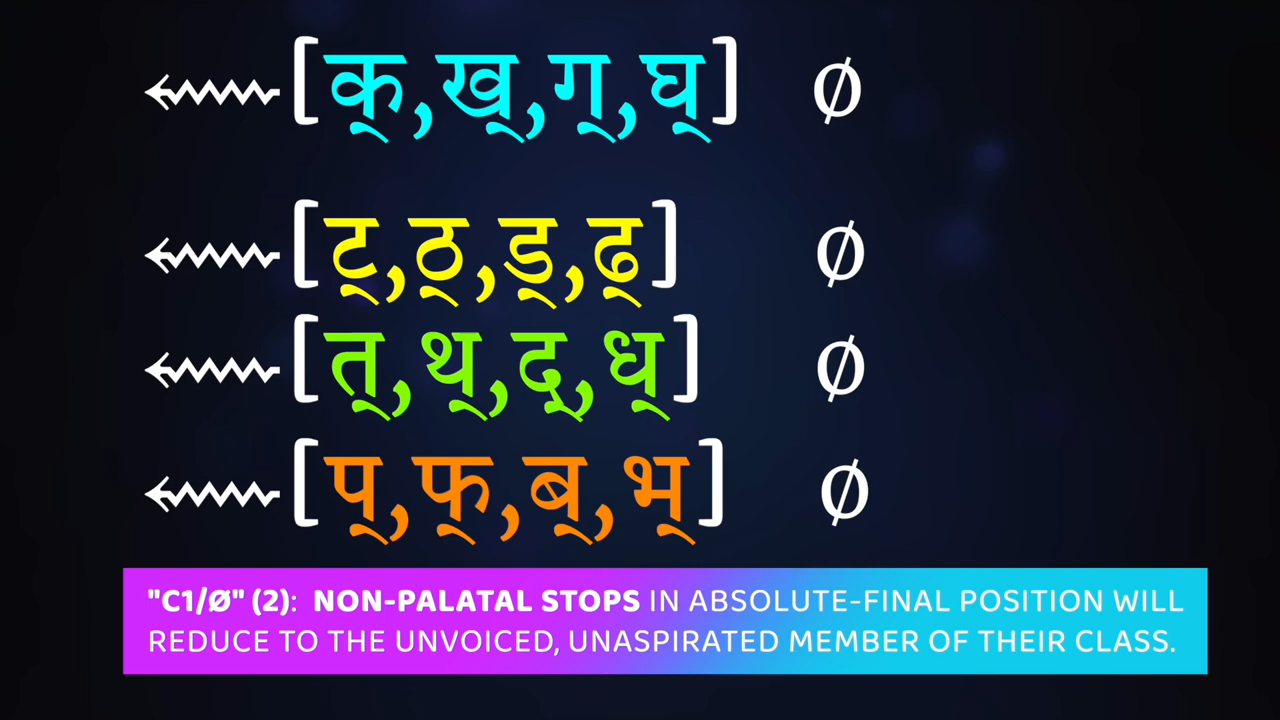 [क्,ख्,ग्,घ्] Ø
[ट्,ठ्,ड्,ढ्] Ø
[त्,थ्,द्,ध्] Ø
[प्,फ्,ब्,भ्] Ø
"C1/Ø" (2): NON-PALATAL STOPS IN ABSOLUTE-FINAL POSITION WILL
REDUCE TO THE UNVOICED, UNASPIRATED MEMBER OF THEIR CLASS.